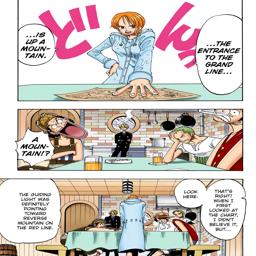 ...THE
ENTRANCE
TO THE
GRAND
LINE...
...IS
UP A
MOUN-
TAIN.
どん
A
MOUN-
TAIN!?
THAT'S
RIGHT?
WHEN I
FIRST
LOOKED AT
THE CHART,
I DIDN'T
BELIEVE IT,
BUT...
LOOK
HERE.
THE GUIDING
LIGHT WAS
DEFINITELY
POINTING
TOWARD
REVERSE
MOUNTAIN ON
THE RED LINE.